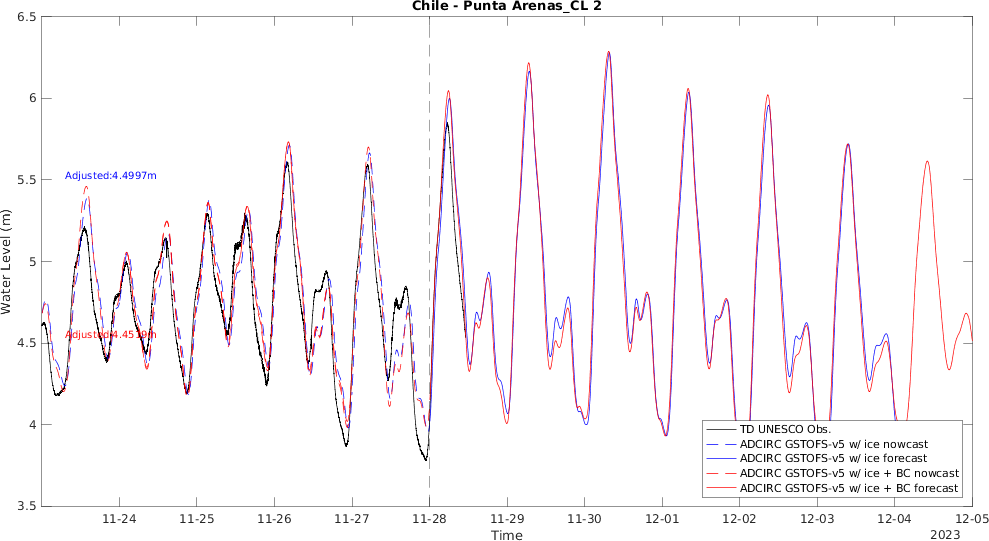 Chile - Punta Arenas_CL 2
Water Level (m)
6.5
6
5.5
5
4.5
4
3.5
Adjusted:4.4997m
Adjusted:4.4519m
TD UNESCO Obs.
ADCIRC GSTOFS-v5 w/ ice nowcast
ADCIRC GSTOFS-v5 w/ ice forecast
ADCIRC GSTOFS-v5 w/ ice + BC nowcast
ADCIRC GSTOFS-v5 w/ ice + BC forecast
11-24 11-25 11-26 11-27 11-28 11-29 11-30 12-01 12-02 12-03 12-04 12-05
Time
2023